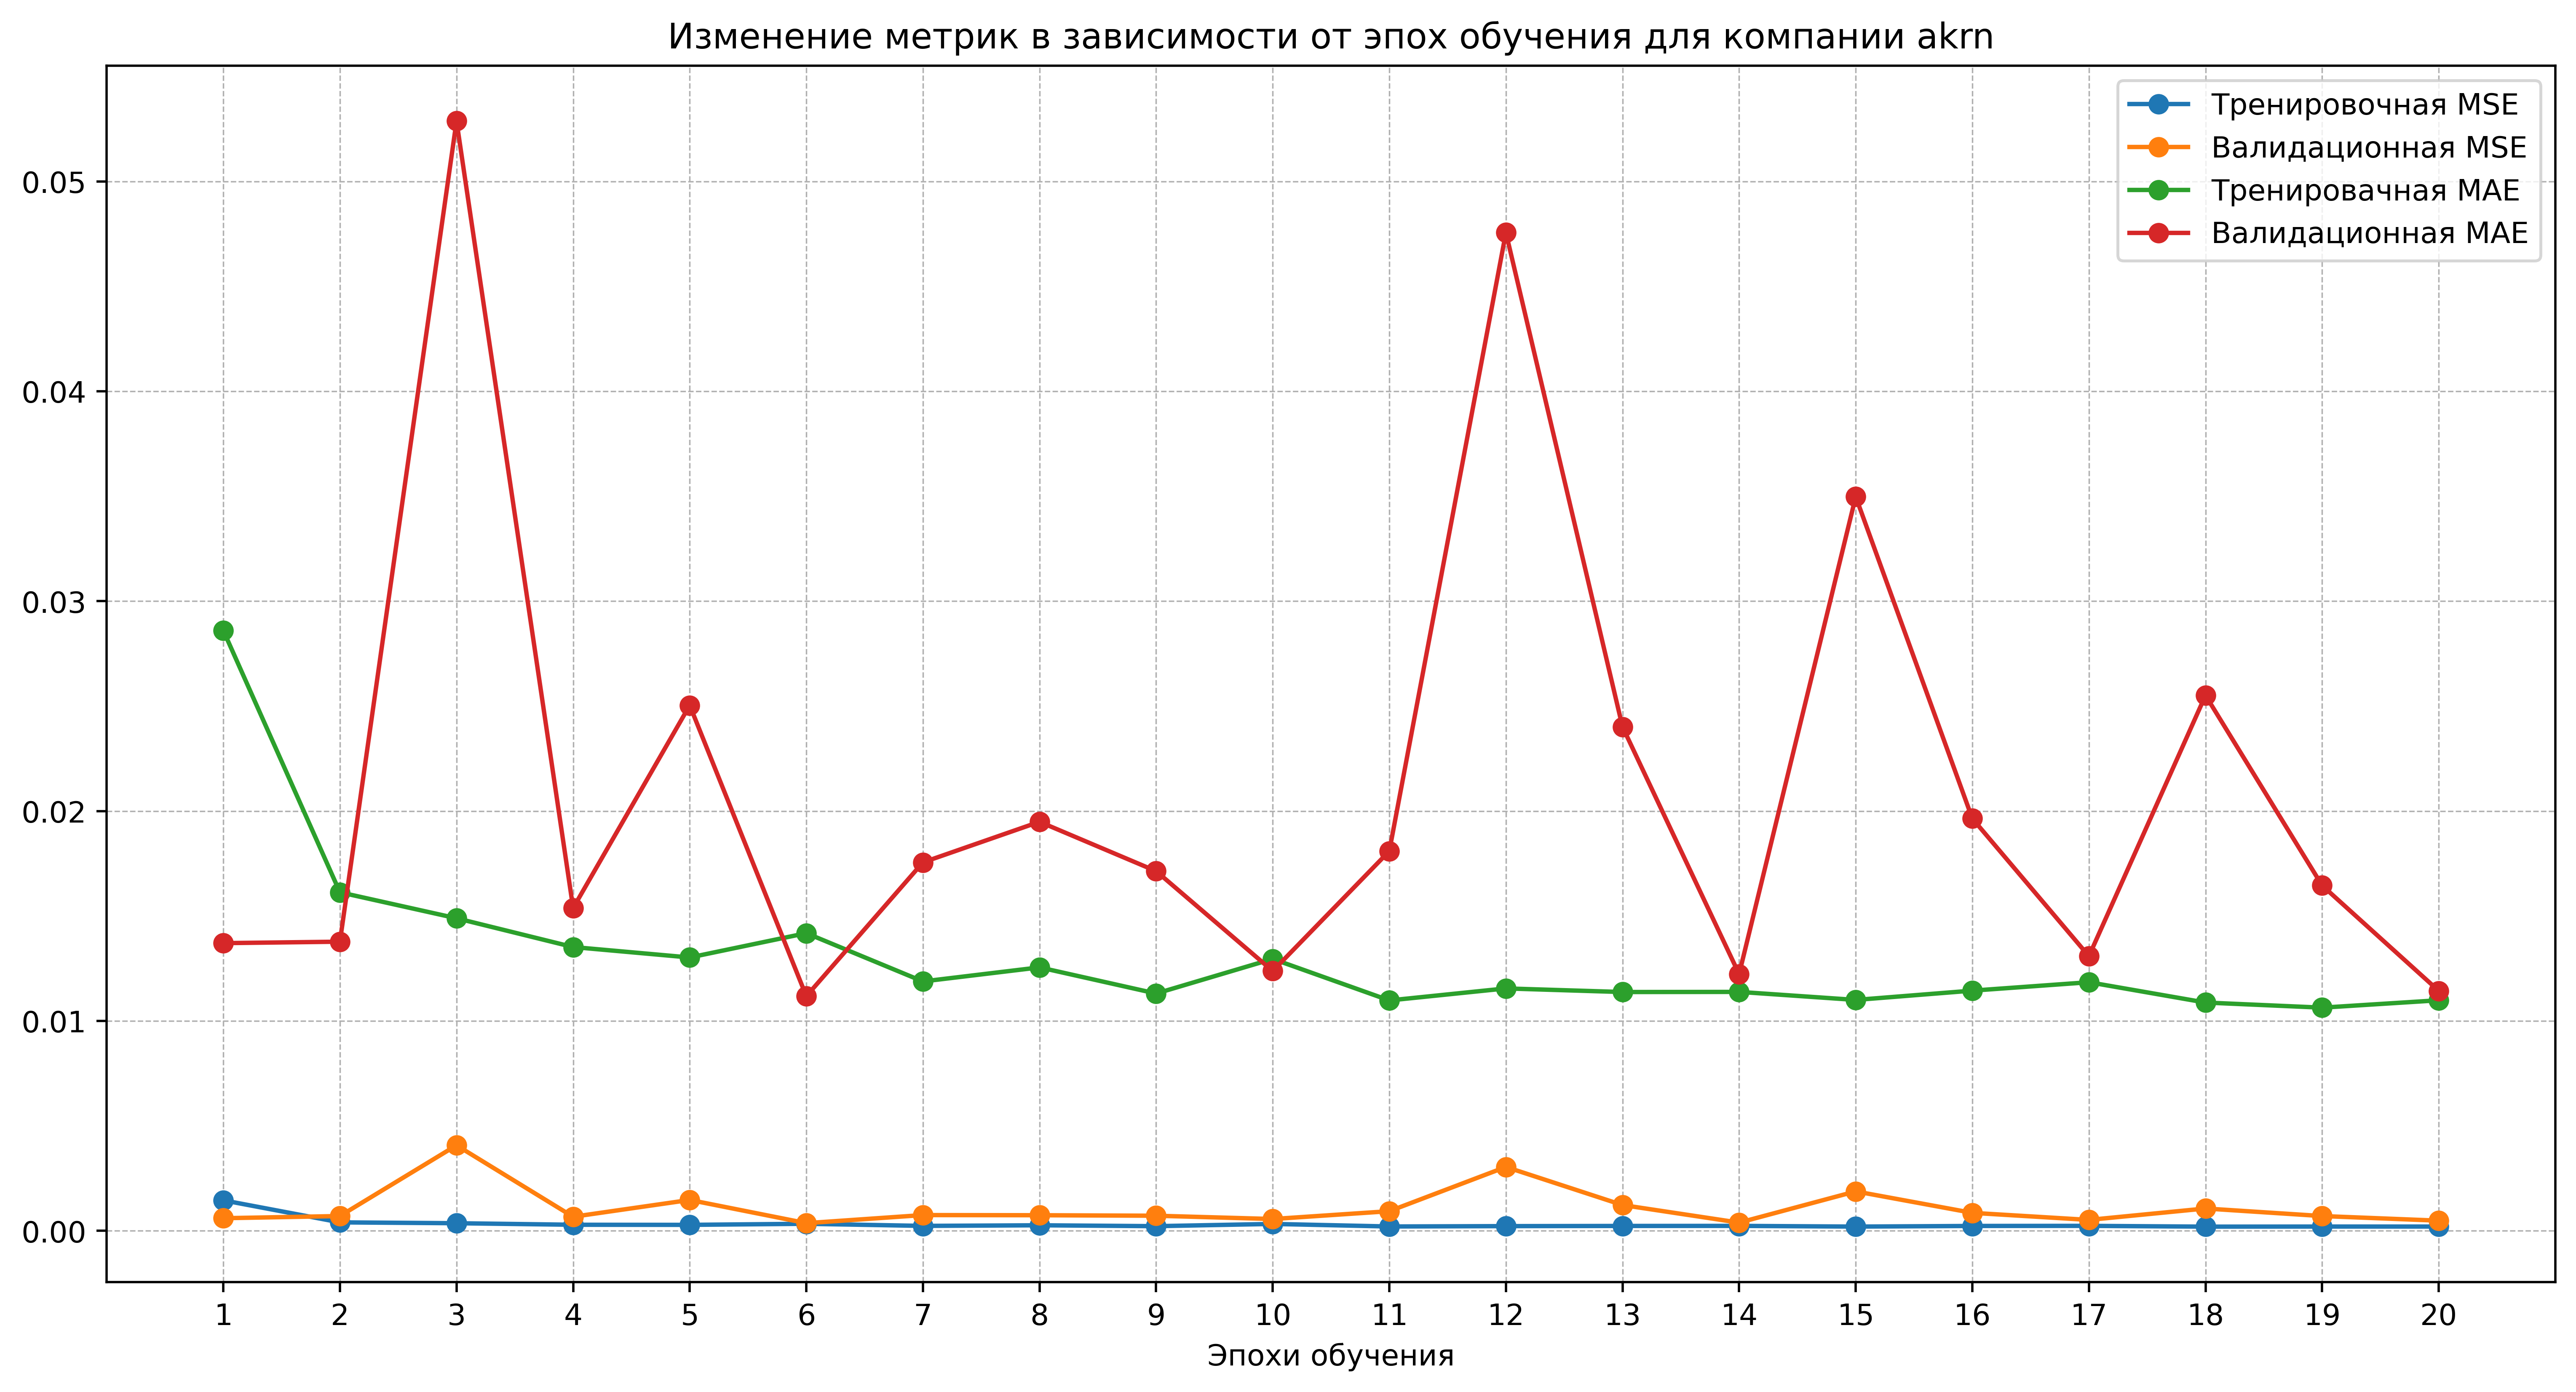 Изменение метрик в зависимости от эпох обучения для компании akrn
Тренировочная MSE
Валидационная MSE
Тренировачная MAE
Валидационная MAE
0.05
0.04
0.03
0.02
0.01
0.00
1 2 3 4 5 6 7 8 9 10 11 12 13 14 15 16 17 18 19 20
Эпохи обучения